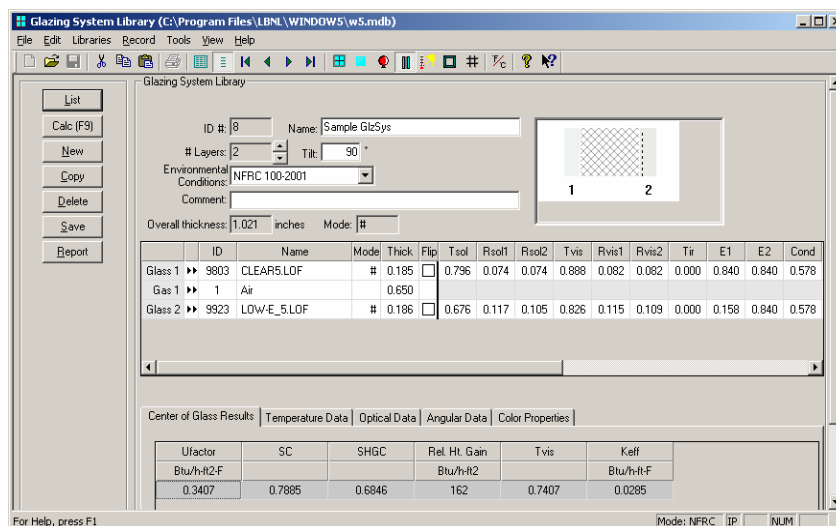 Glazing System Library (C:\Program Files\LBNL\WINDOW5\w5.mdb)
File Edit Libraries Record Tools View Help
Glazing System Library
List
Calc (F9)
New
Copy
Delete
Save
Report
ID #: 8 Name: Sample GlzSys
# Layers: 2 Tilt: 90 °
Environmental
Conditions: NFRC 100-2001
Comment:
Overall thickness: 1.021 inches Mode: #
1 2
ID Name Mode Thick Flip Tsol Rsol1 Rsol2 Tvis Rvis1 Rvis2 Tir E1 E2 Cond
Glass 1 9803 CLEAR5.LOF # 0.185 0.796 0.074 0.074 0.888 0.082 0.082 0.000 0.840 0.840 0.578
Gas 1 1 Air 0.650
Glass 2 9923 LOW-E_5.LOF # 0.186 0.676 0.117 0.105 0.826 0.115 0.109 0.000 0.158 0.840 0.578
Center of Glass Results Temperature Data Optical Data Angular Data Color Properties
Ufactor SC SHGC Rel. Ht. Gain Tvis Keff
Btu/h-ft2-F Btu/h-ft2 Btu/h-ft-F
0.3407 0.7885 0.6846 162 0.7407 0.0285
For Help, press F1 Mode: NFRC IP NUM